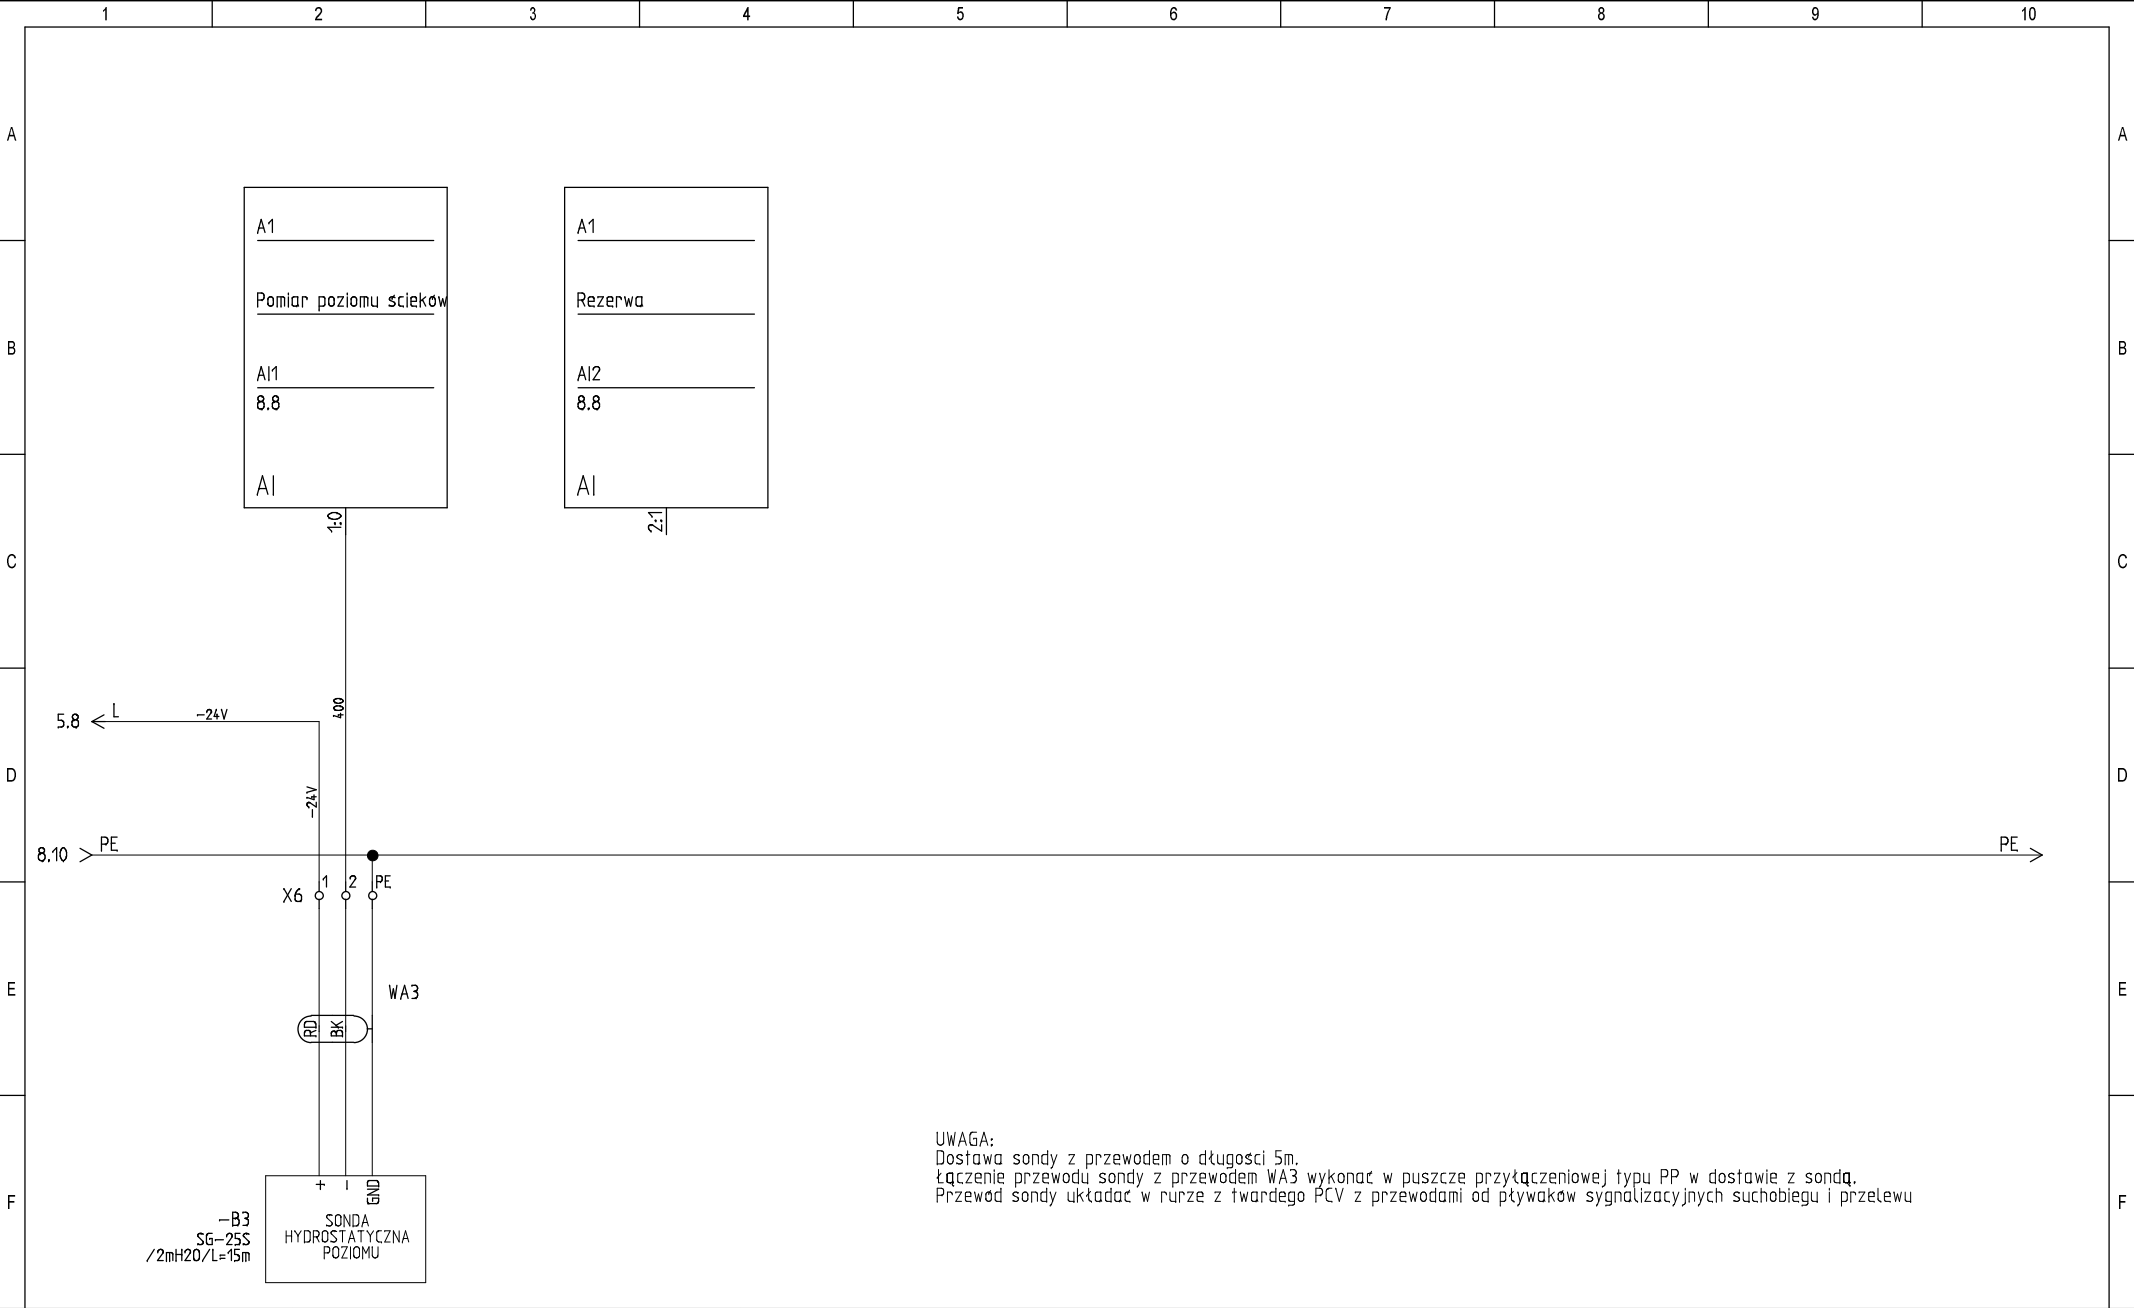 1 2 3 4 5 6 7 8 9 10
A A
A1 A1
Pomiar poziomu ścieków Rezerwa
B B
AI1 AI2
8.8 8.8
AI AI
1:0 2:1
C C
400
5.8 L -24V
D D
-24V
8.10 PE PE
1 2 PE
X6
E E
WA3
RD BK
UWAGA:
Dostawa sondy z przewodem o długości 5m.
Łączenie przewodu sondy z przewodem WA3 wykonać w puszcze przyłączeniowej typu PP w dostawie z sondą.
Przewód sondy układać w rurze z twardego PCV z przewodami od pływaków sygnalizacyjnych suchobiegu i przelewu
+ - GND
F F
-B3
SG-25S
/2mH2O/L=15m
SONDA
HYDROSTATYCZNA
POZIOMU